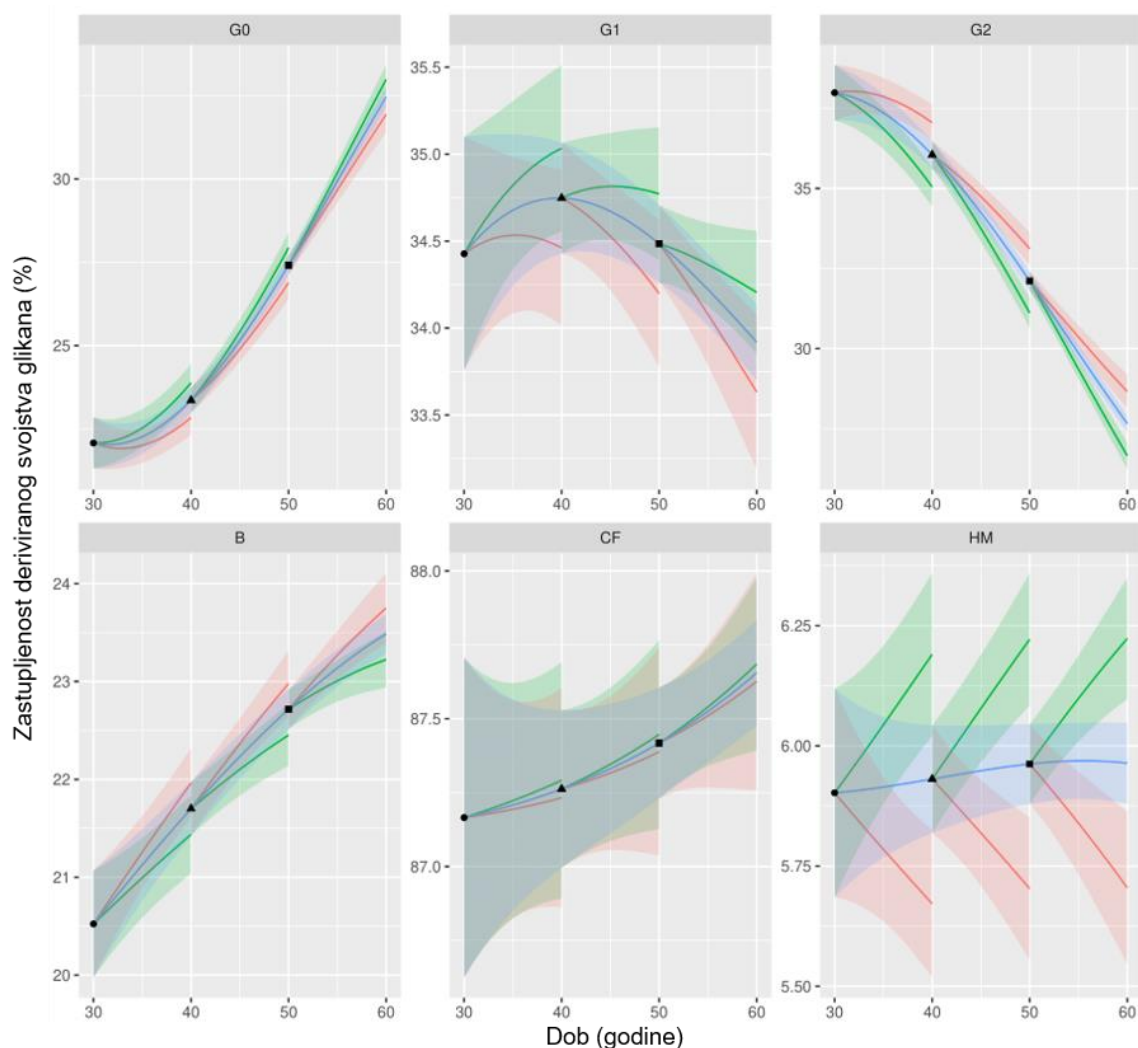 G0
G1
G2
30
25
35.5
35.0
34.5
34.0
33.5
35
30
30 40 50 60
30 40 50 60
30 40 50 60
Zastupljenost deriviranog svojstva glikana (%)
B
CF
HM
24
23
22
21
20
88.0
87.5
87.0
6.25
6.00
5.75
5.50
30 40 50 60
30 40 50 60
30 40 50 60
Dob (godine)